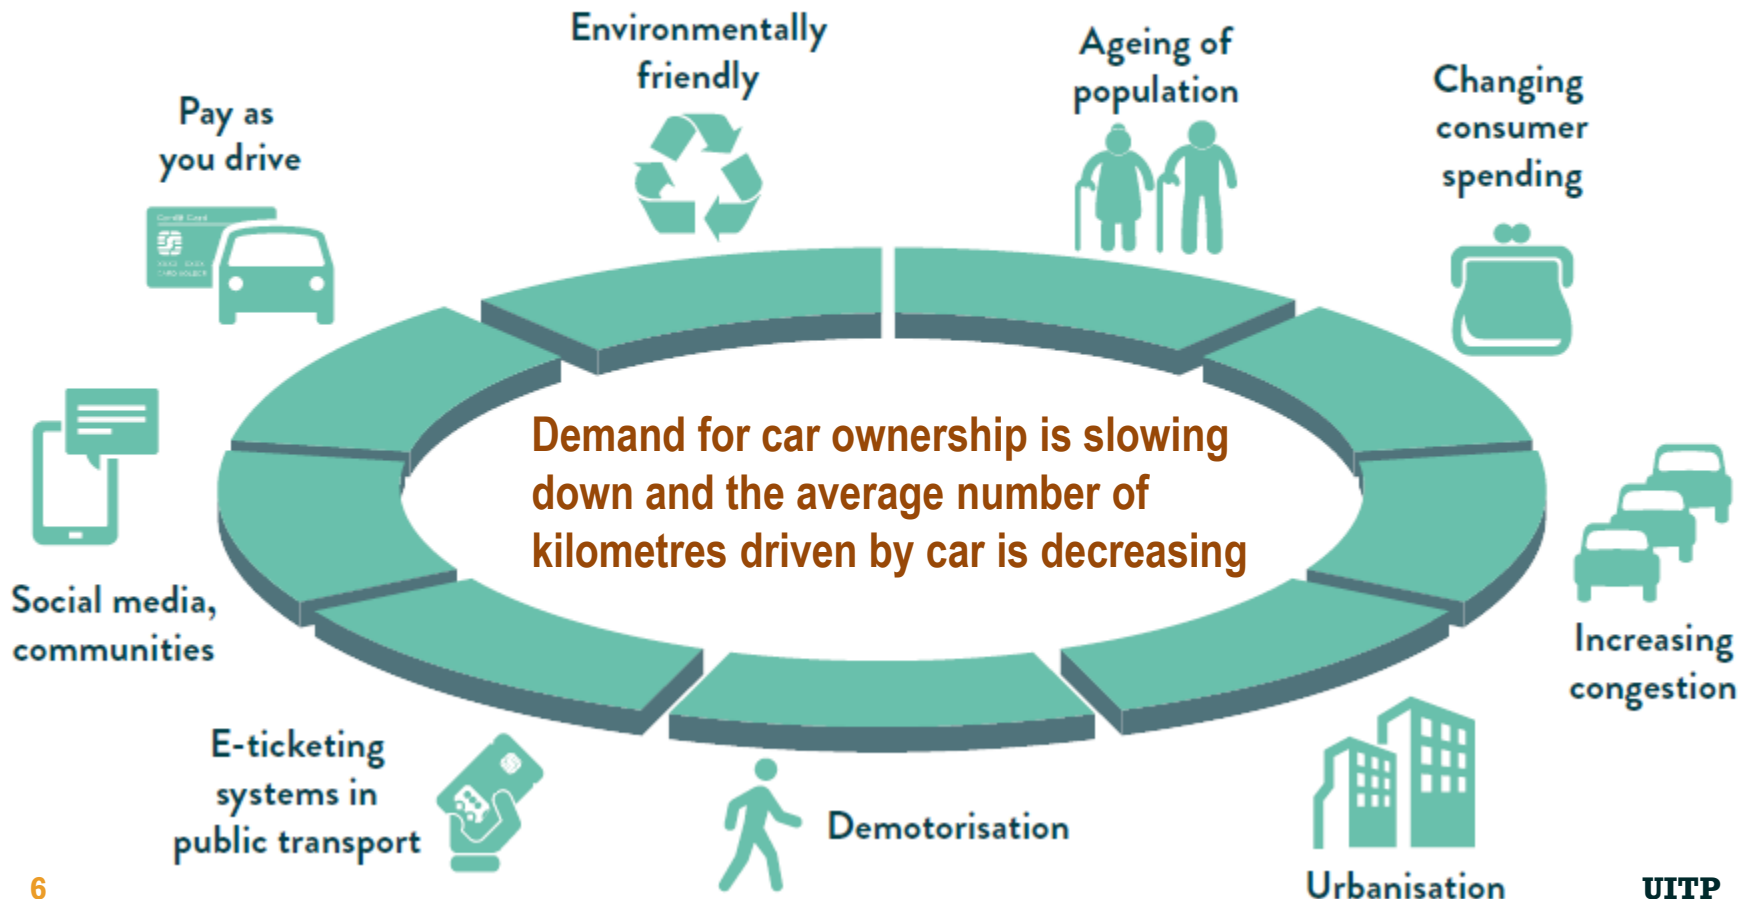 Environmentally
friendly
Ageing of
population
Changing
consumer
spending
Pay as
you drive
Credit Card
Demand for car ownership is slowing
down and the average number of
kilometres driven by car is decreasing
Social media,
communities
Increasing
congestion
E-ticketing
systems in
public transport
Demotorisation
Urbanisation
6
UITP